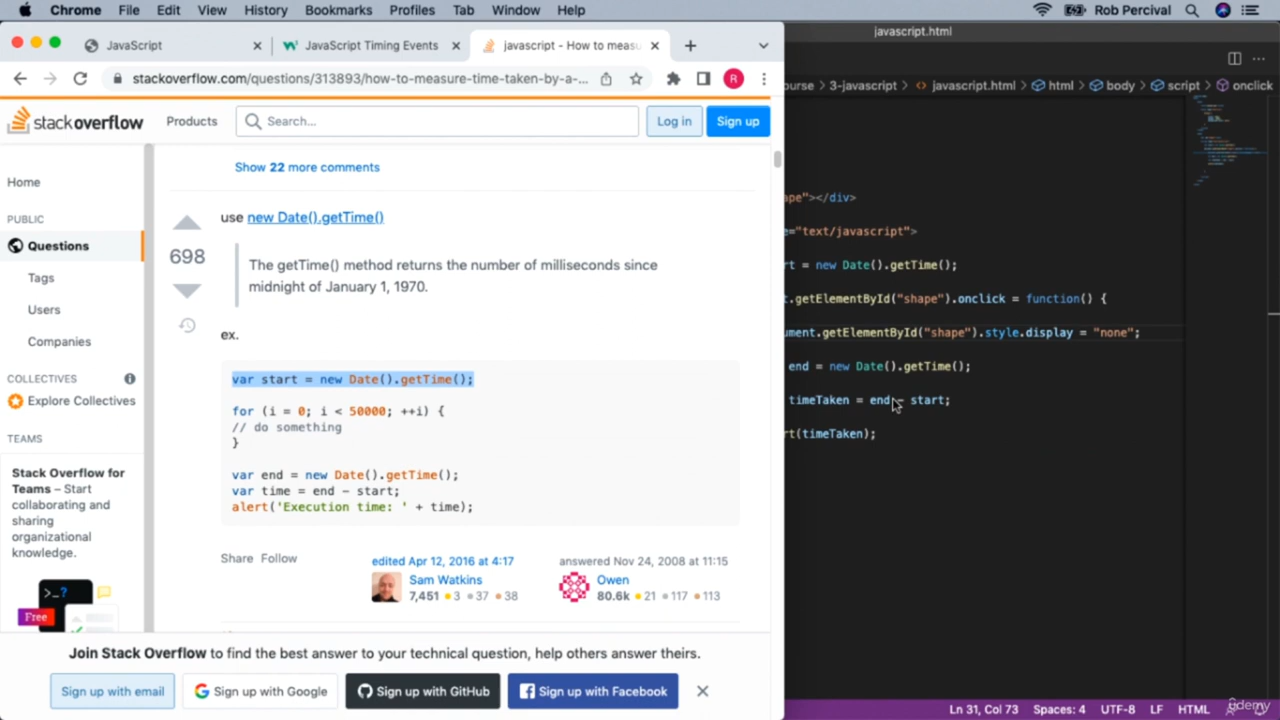 Chrome File Edit View History Bookmarks Profiles Tab Window Help Rob Percival
JavaScript JavaScript Timing Events javascript - How to measu
stackoverflow.com/questions/313893/how-to-measure-time-taken-by-a-... R
stackoverflow Products Search... Log in Sign up
Home
PUBLIC
Questions
Tags
Users
Companies
COLLECTIVES
Explore Collectives
TEAMS
Stack Overflow for
Teams – Start
collaborating and
sharing
organizational
knowledge.
>_?
Free
Show 22 more comments
698
use new Date().getTime()
The getTime() method returns the number of milliseconds since
midnight of January 1, 1970.
ex.
var start = new Date().getTime();
for (i = 0; i < 50000; ++i) {
// do something
}
var end = new Date().getTime();
var time = end - start;
alert('Execution time: ' + time);
Share Follow
edited Apr 12, 2016 at 4:17
Sam Watkins
7,451 3 37 38
answered Nov 24, 2008 at 11:15
Owen
80.6k 21 117 113
Join Stack Overflow to find the best answer to your technical question, help others answer theirs.
Sign up with email Sign up with Google Sign up with GitHub Sign up with Facebook
javascript.html
ourse > 3-javascript > javascript.html > html > body > script > onclick
ape"></div>
e="text/javascript">
rt = new Date().getTime();
t.getElementById("shape").onclick = function() {
ument.getElementById("shape").style.display = "none";
end = new Date().getTime();
timeTaken = end - start;
rt(timeTaken);
Ln 31, Col 73 Spaces: 4 UTF-8 LF HTML
Udemy